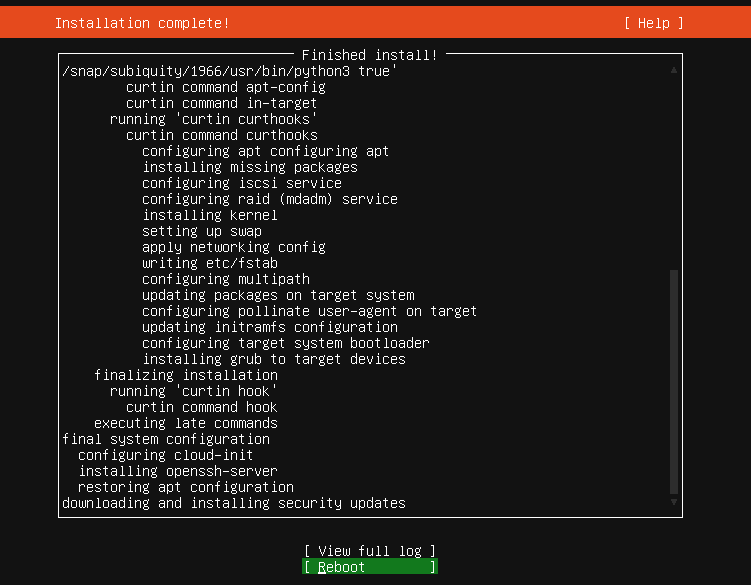 Installation complete! [ Help ]
Finished install!
/snap/subiquity/1966/usr/bin/python3 true'
curtin command apt-config
curtin command in-target
running 'curtin curthooks'
curtin command curthooks
configuring apt configuring apt
installing missing packages
configuring iscsi service
configuring raid (mdadm) service
installing kernel
setting up swap
apply networking config
writing etc/fstab
configuring multipath
updating packages on target system
configuring pollinate user-agent on target
updating initramfs configuration
configuring target system bootloader
installing grub to target devices
finalizing installation
running 'curtin hook'
curtin command hook
executing late commands
final system configuration
configuring cloud-init
installing openssh-server
restoring apt configuration
downloading and installing security updates
[ View full log ]
[ Reboot ]